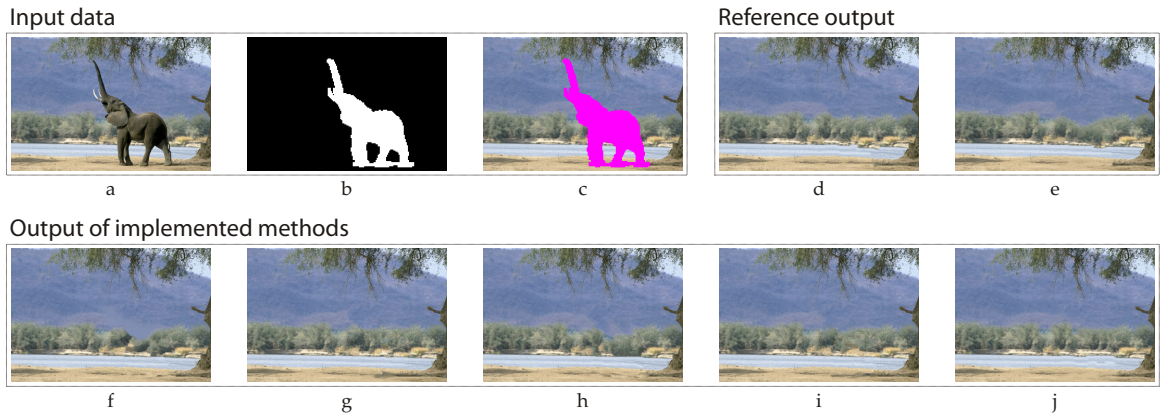 Input data
Reference output
a
b
c
d
e
Output of implemented methods
f
g
h
i
j